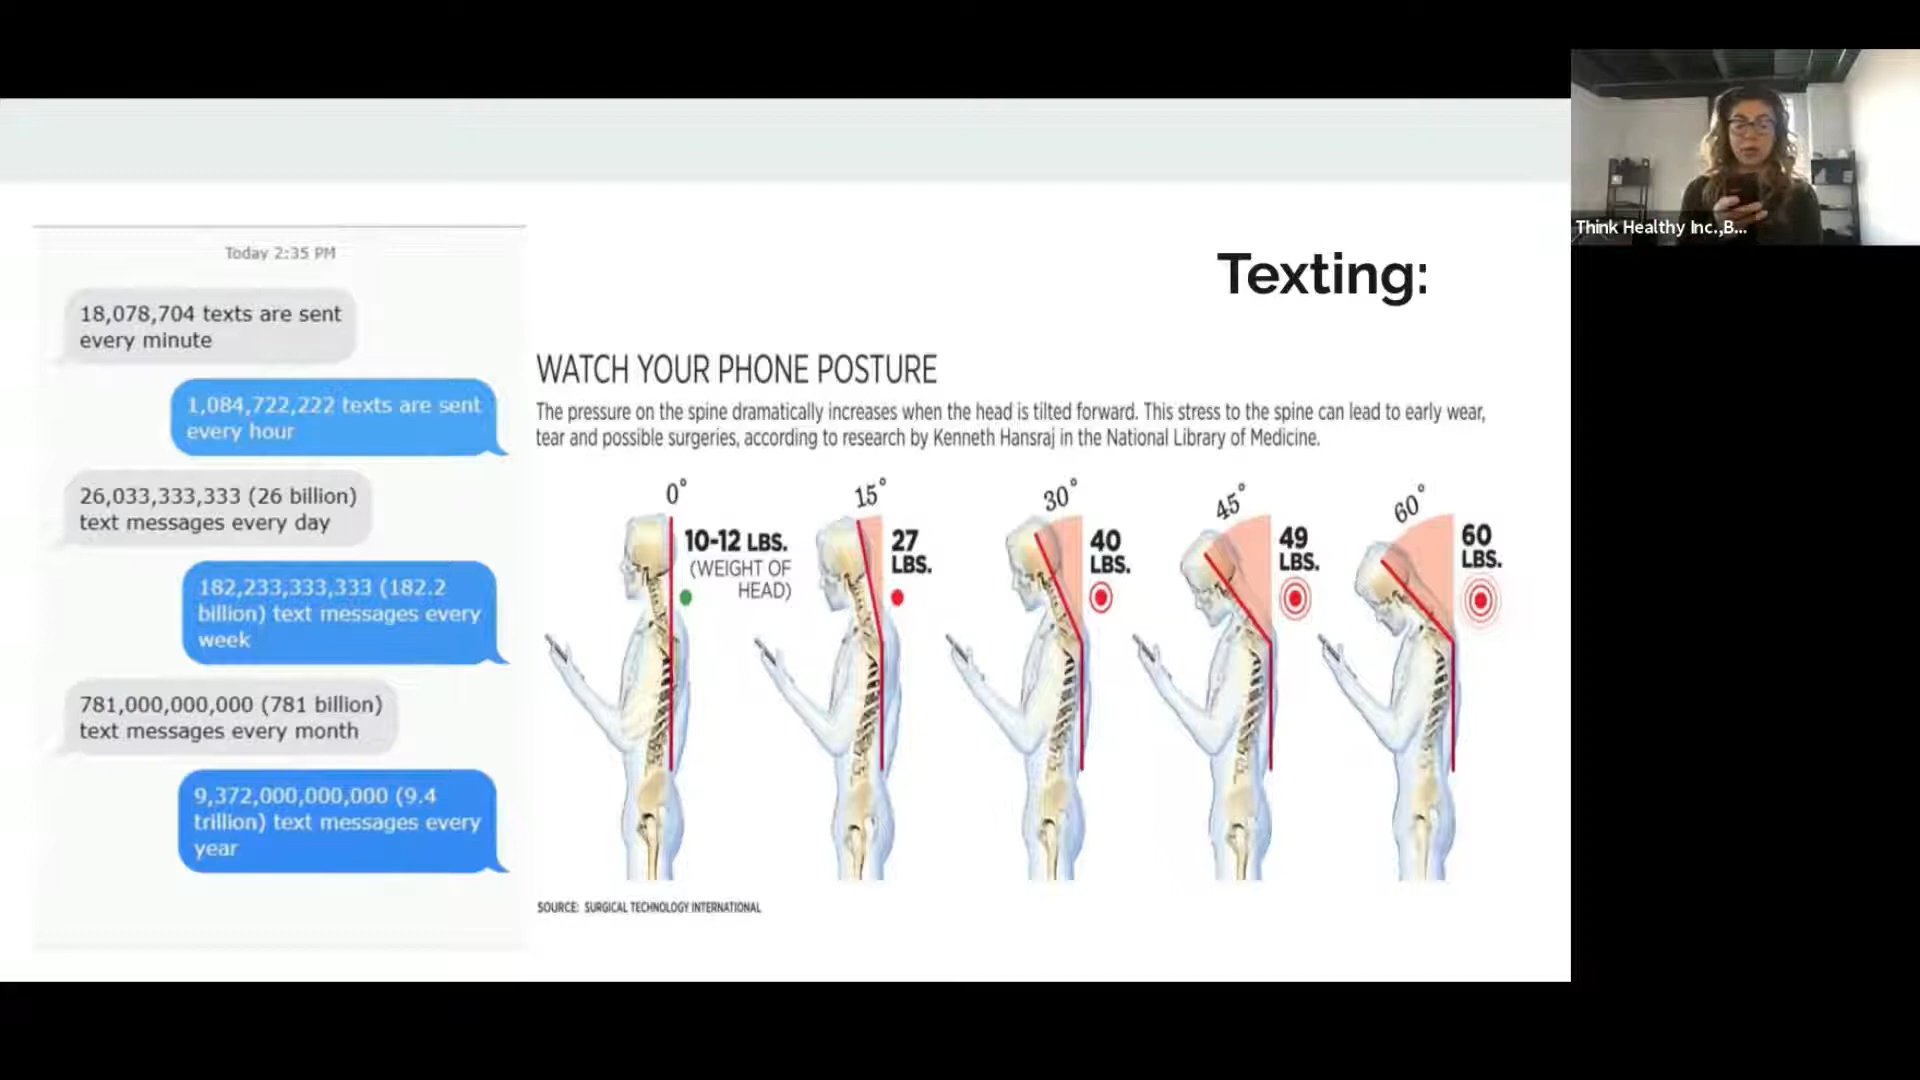 Think Healthy Inc.,B...
Texting:
Today 2:35 PM
18,078,704 texts are sent
every minute
1,084,722,222 texts are sent
every hour
26,033,333,333 (26 billion)
text messages every day
182,233,333,333 (182.2
billion) text messages every
week
781,000,000,000 (781 billion)
text messages every month
9,372,000,000,000 (9.4
trillion) text messages every
year
WATCH YOUR PHONE POSTURE
The pressure on the spine dramatically increases when the head is tilted forward. This stress to the spine can lead to early wear,
tear and possible surgeries, according to research by Kenneth Hansraj in the National Library of Medicine.
0°
10-12 LBS.
(WEIGHT OF
HEAD)
15°
27
LBS.
30°
40
LBS.
45°
49
LBS.
60°
60
LBS.
SOURCE: SURGICAL TECHNOLOGY INTERNATIONAL